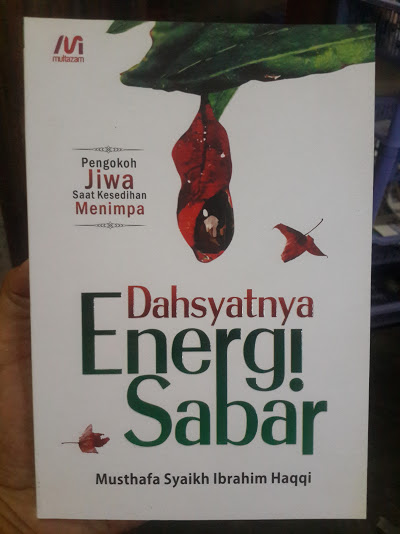 multazam
Pengokoh
Jiwa
Saat Kesedihan
Menimpa
Dahsyatnya
Energi
Sabar
Musthafa Syaikh Ibrahim Haqqi